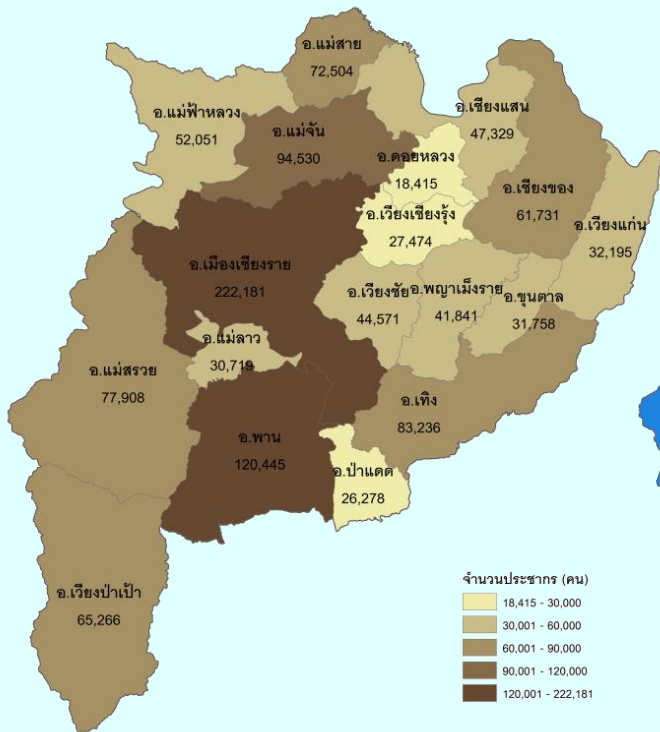 อ.แม่สาย
72,504
อ.แม่ฟ้าหลวง
52,051
อ.แม่จัน
94,530
อ.เชียงแสน
47,329
อ.ดอยหลวง
18,415
อ.เชียงของ
61,731
อ.เวียงเชียงรุ้ง
27,474
อ.เวียงแก่น
32,195
อ.เมืองเชียงราย
222,181
อ.เวียงชัย
44,571
อ.พญาเม็งราย
41,841
อ.ขุนตาล
31,758
อ.แม่ลาว
30,719
อ.แม่สรวย
77,908
อ.เทิง
83,236
อ.พาน
120,445
อ.ป่าแดด
26,278
อ.เวียงป่าเป้า
65,266
จำนวนประชากร (คน)
18,415 - 30,000
30,001 - 60,000
60,001 - 90,000
90,001 - 120,000
120,001 - 222,181